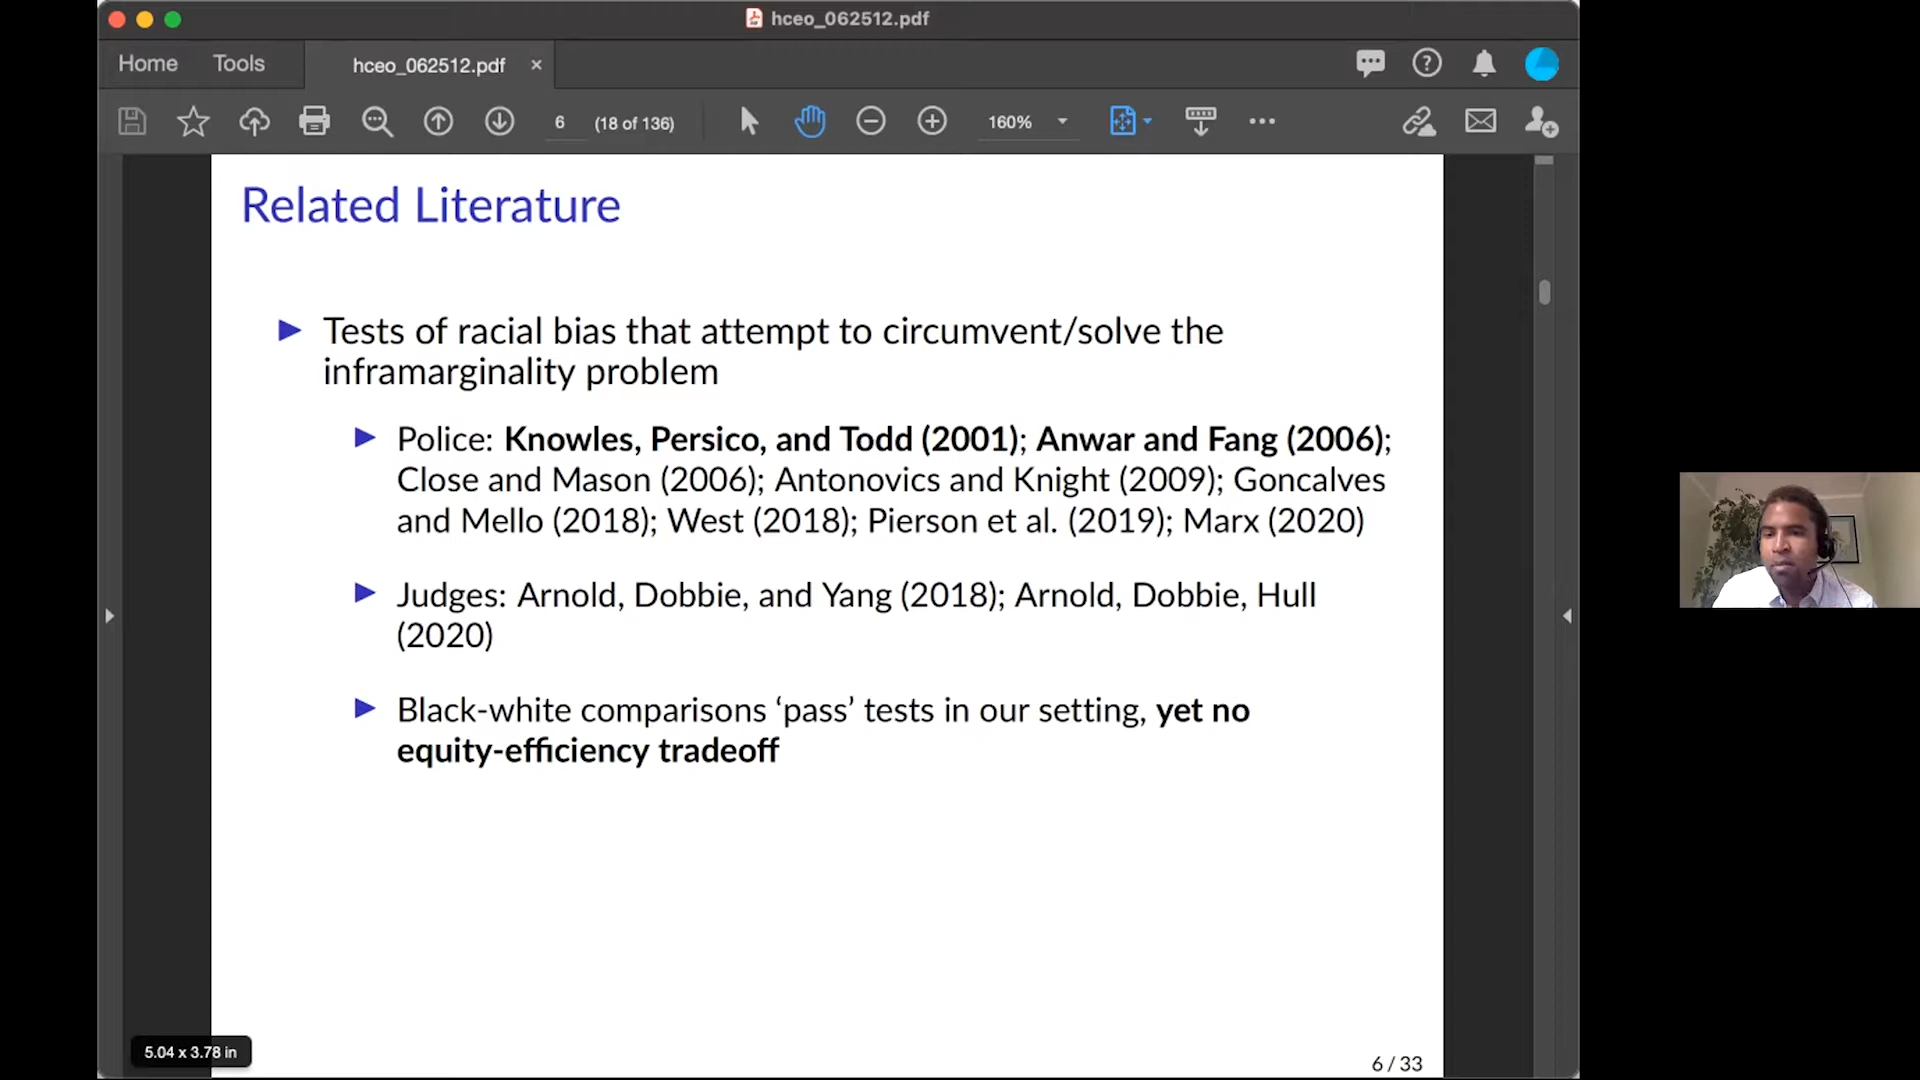 hceo_062512.pdf
Home Tools hceo_062512.pdf ×
6 (18 of 136) 160%
Related Literature
Tests of racial bias that attempt to circumvent/solve the
inframarginality problem
Police: Knowles, Persico, and Todd (2001); Anwar and Fang (2006);
Close and Mason (2006); Antonovics and Knight (2009); Goncalves
and Mello (2018); West (2018); Pierson et al. (2019); Marx (2020)
Judges: Arnold, Dobbie, and Yang (2018); Arnold, Dobbie, Hull
(2020)
Black-white comparisons ‘pass’ tests in our setting, yet no
equity-efficiency tradeoff
5.04 x 3.78 in
6 / 33